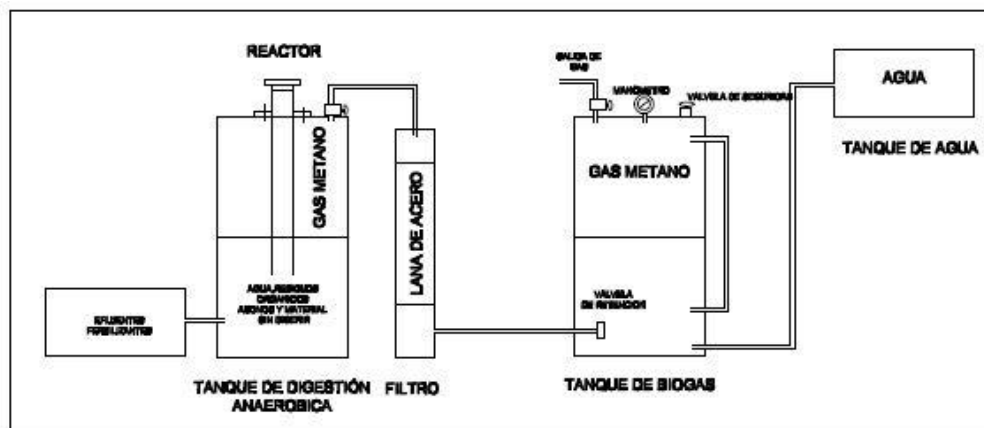 REACTOR
GAS METANO
LANA DE ACERO
SALIDA DE
GAS
MANOMETRO
VALVULA DE SEGURIDAD
GAS METANO
AGUA
TANQUE DE AGUA
AGUA,RESIDUOS
ORGANICOS
ABONOS Y MATERIAL
SIN DIGERIR
EFLUENTES
FERTILIZANTES
VALVULA
DE RETENCION
TANQUE DE DIGESTIÓN
ANAEROBICA
FILTRO
TANQUE DE BIOGAS